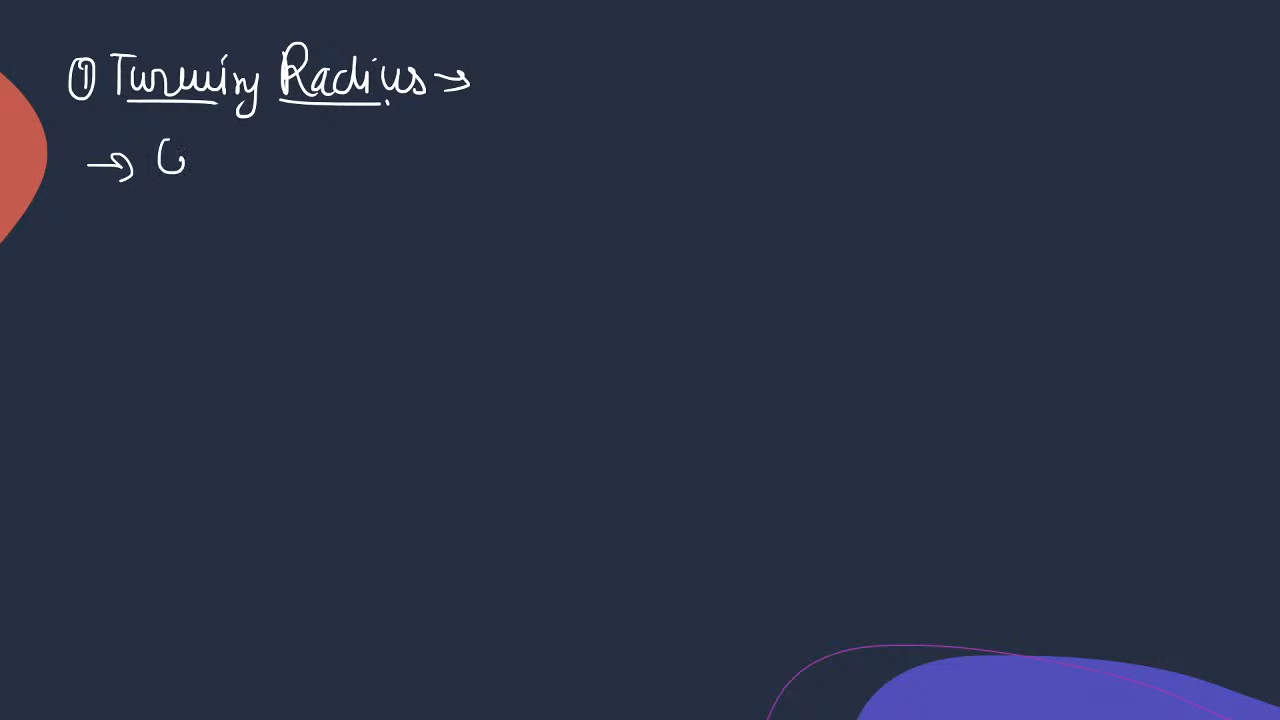 ① Turning Radius →
→ G